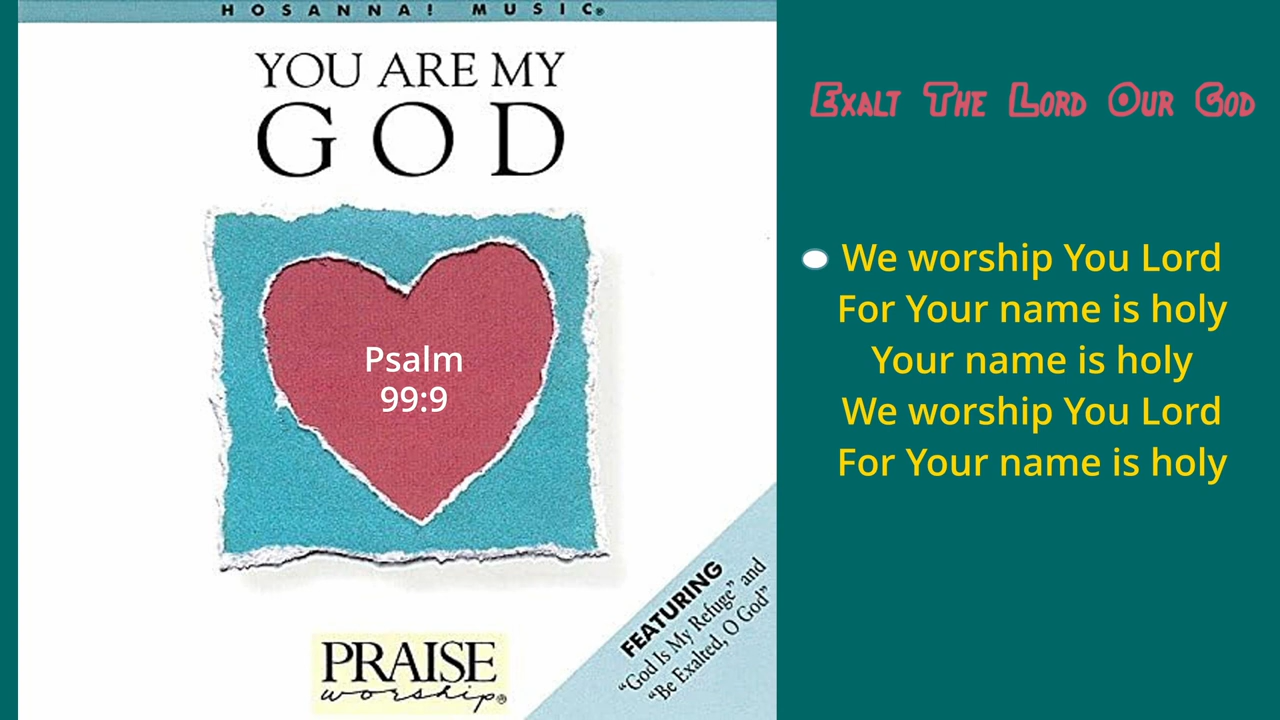 HOSANNA! MUSIC®
YOU ARE MY
GOD
Psalm
99:9
FEATURING
“God Is My Refuge” and
“Be Exalted, O God”
PRAISE
worship®
Exalt The Lord Our God
We worship You Lord
For Your name is holy
Your name is holy
We worship You Lord
For Your name is holy